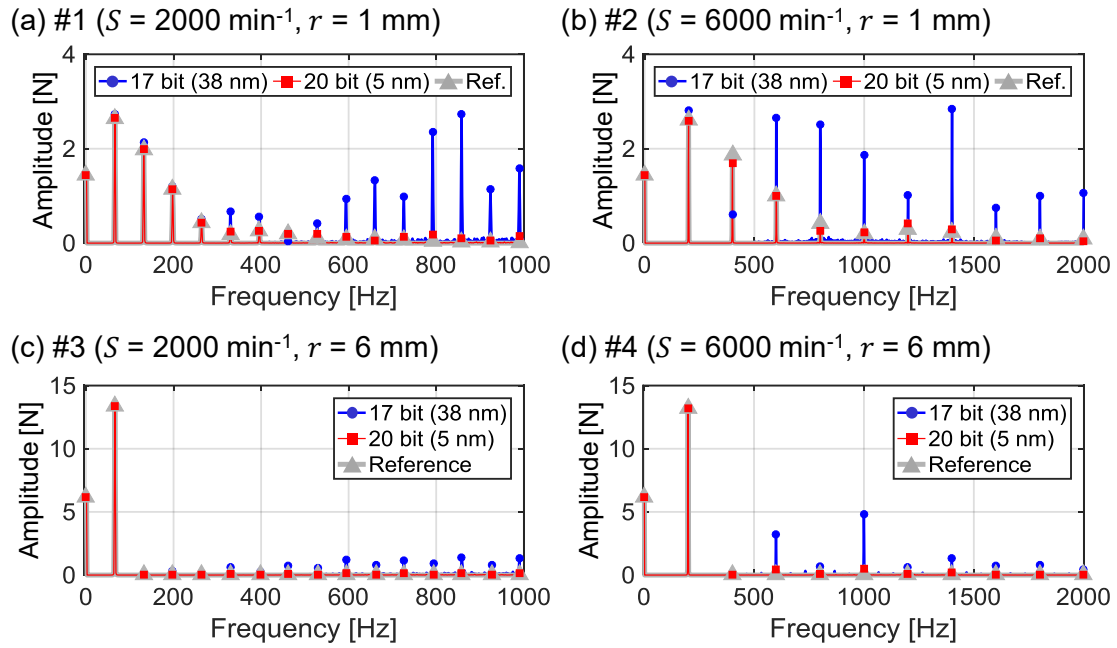 (a) #1 (S = 2000 min⁻¹, r = 1 mm)
4
2
0
Amplitude [N]
17 bit (38 nm) 20 bit (5 nm) Ref.
0 200 400 600 800 1000
Frequency [Hz]
(b) #2 (S = 6000 min⁻¹, r = 1 mm)
4
2
0
Amplitude [N]
17 bit (38 nm) 20 bit (5 nm) Ref.
0 500 1000 1500 2000
Frequency [Hz]
(c) #3 (S = 2000 min⁻¹, r = 6 mm)
15
10
5
0
Amplitude [N]
17 bit (38 nm)
20 bit (5 nm)
Reference
0 200 400 600 800 1000
Frequency [Hz]
(d) #4 (S = 6000 min⁻¹, r = 6 mm)
15
10
5
0
Amplitude [N]
17 bit (38 nm)
20 bit (5 nm)
Reference
0 500 1000 1500 2000
Frequency [Hz]